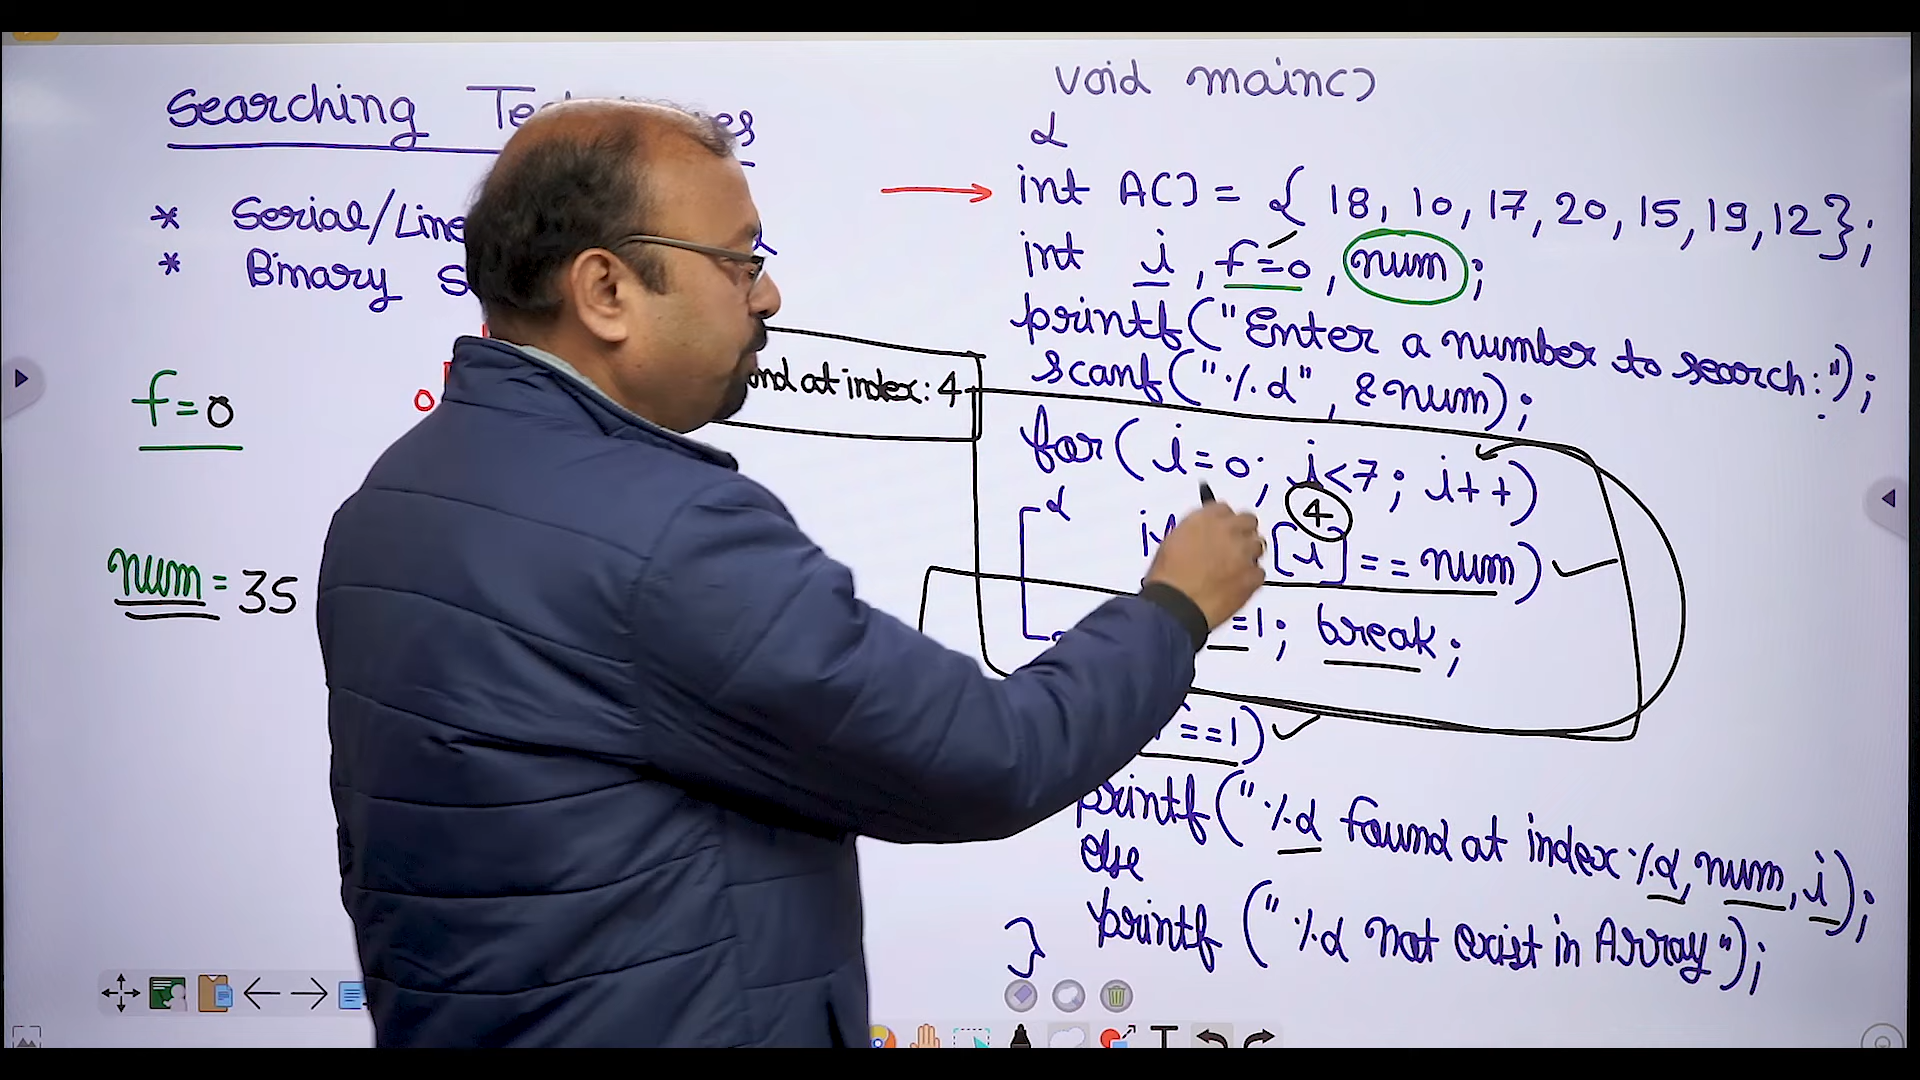 Searching
* Serial/Line
* Binary
f=0
num = 35
0
at index: 4
void main()
{
int A[] = { 18, 10, 17, 20, 15, 19, 12};
int i, f=0, num;
printf("Enter a number to search:");
scanf("%d", &num);
for( i=0; i<7; i++)
{
4
[i] == num)
=1; break;
==1)
printf("%d found at index %d, num, i);
else
printf ("%d not exist in Array");
}